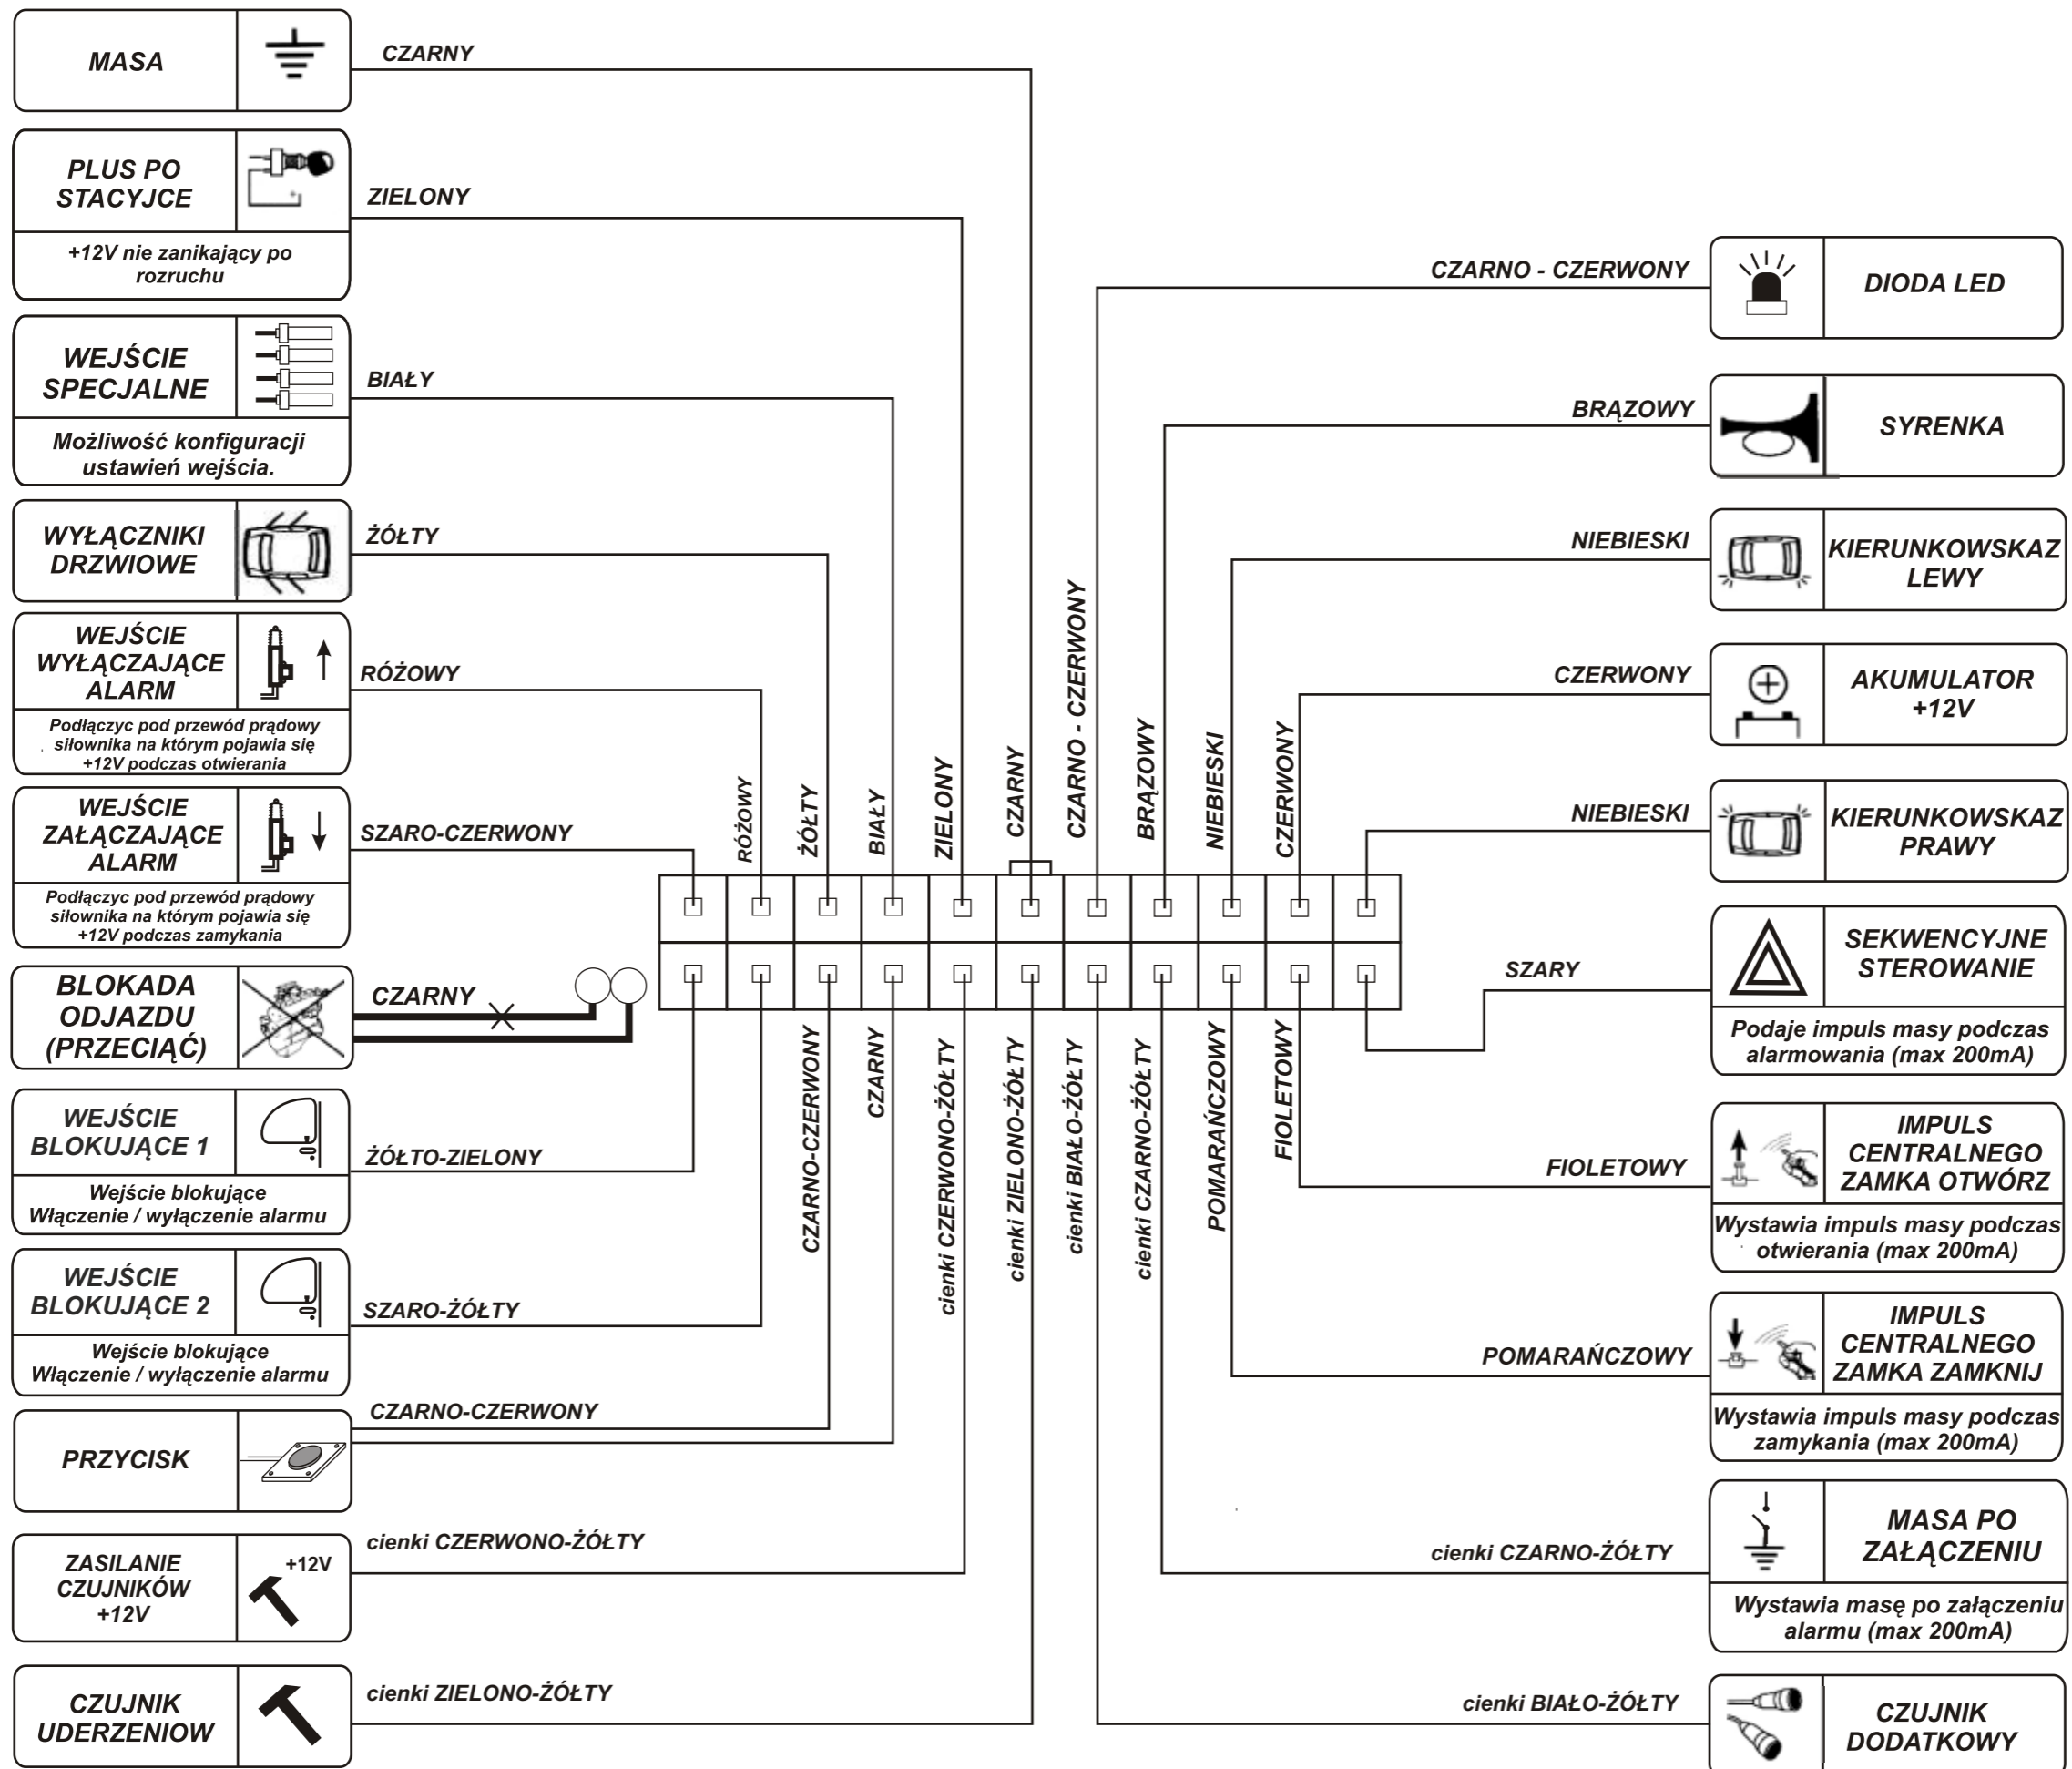 MASA
CZARNY
PLUS PO
STACYJCE
ZIELONY
+12V nie zanikający po
rozruchu
WEJŚCIE
SPECJALNE
BIAŁY
Możliwość konfiguracji
ustawień wejścia.
WYŁĄCZNIKI
DRZWIOWE
ŻÓŁTY
WEJŚCIE
WYŁĄCZAJĄCE
ALARM
RÓŻOWY
Podłączyc pod przewód prądowy
siłownika na którym pojawia się
+12V podczas otwierania
WEJŚCIE
ZAŁĄCZAJĄCE
ALARM
SZARO-CZERWONY
Podłączyc pod przewód prądowy
siłownika na którym pojawia się
+12V podczas zamykania
BLOKADA
ODJAZDU
(PRZECIĄĆ)
CZARNY
WEJŚCIE
BLOKUJĄCE 1
ŻÓŁTO-ZIELONY
Wejście blokujące
Włączenie / wyłączenie alarmu
WEJŚCIE
BLOKUJĄCE 2
SZARO-ŻÓŁTY
Wejście blokujące
Włączenie / wyłączenie alarmu
PRZYCISK
CZARNO-CZERWONY
ZASILANIE
CZUJNIKÓW
+12V
+12V
cienki CZERWONO-ŻÓŁTY
CZUJNIK
UDERZENIOW
cienki ZIELONO-ŻÓŁTY
RÓŻOWY
ŻÓŁTY
BIAŁY
ZIELONY
CZARNY
CZARNO - CZERWONY
BRĄZOWY
NIEBIESKI
CZERWONY
CZARNO-CZERWONY
CZARNY
cienki CZERWONO-ŻÓŁTY
cienki ZIELONO-ŻÓŁTY
cienki BIAŁO-ŻÓŁTY
cienki CZARNO-ŻÓŁTY
POMARAŃCZOWY
FIOLETOWY
CZARNO - CZERWONY
DIODA LED
BRĄZOWY
SYRENKA
NIEBIESKI
KIERUNKOWSKAZ
LEWY
CZERWONY
AKUMULATOR
+12V
NIEBIESKI
KIERUNKOWSKAZ
PRAWY
SZARY
SEKWENCYJNE
STEROWANIE
Podaje impuls masy podczas
alarmowania (max 200mA)
FIOLETOWY
IMPULS
CENTRALNEGO
ZAMKA OTWÓRZ
Wystawia impuls masy podczas
otwierania (max 200mA)
POMARAŃCZOWY
IMPULS
CENTRALNEGO
ZAMKA ZAMKNIJ
Wystawia impuls masy podczas
zamykania (max 200mA)
cienki CZARNO-ŻÓŁTY
MASA PO
ZAŁĄCZENIU
Wystawia masę po załączeniu
alarmu (max 200mA)
cienki BIAŁO-ŻÓŁTY
CZUJNIK
DODATKOWY